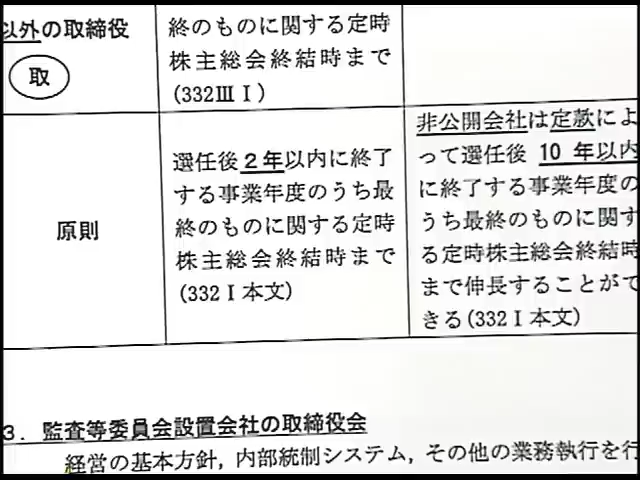 以外の取締役
取
終のものに関する定時
株主総会終結時まで
(332ⅢⅠ)
原則
選任後2年以内に終了
する事業年度のうち最
終のものに関する定時
株主総会終結時まで
(332Ⅰ本文)
非公開会社は定款によ
って選任後 10 年以内
に終了する事業年度の
うち最終のものに関す
る定時株主総会終結時
まで伸長することがで
きる(332Ⅰ本文)
3．監査等委員会設置会社の取締役会
経営の基本方針，内部統制システム，その他の業務執行を行